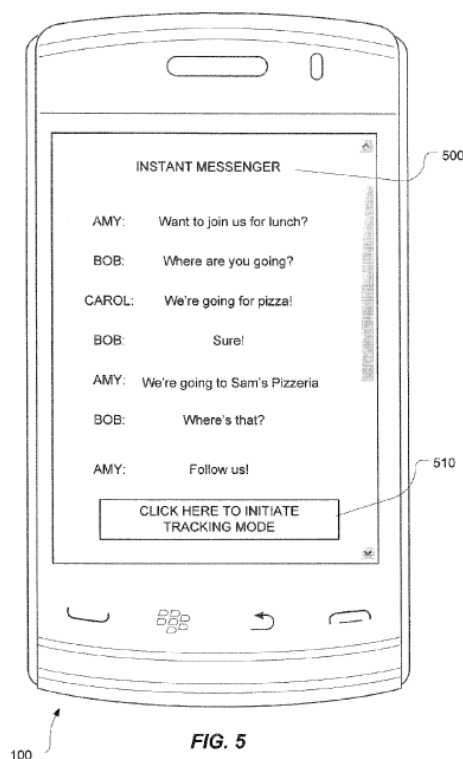 INSTANT MESSENGER
500
AMY: Want to join us for lunch?
BOB: Where are you going?
CAROL: We're going for pizza!
BOB: Sure!
AMY: We're going to Sam's Pizzeria
BOB: Where's that?
AMY: Follow us!
510
CLICK HERE TO INITIATE
TRACKING MODE
FIG. 5
100